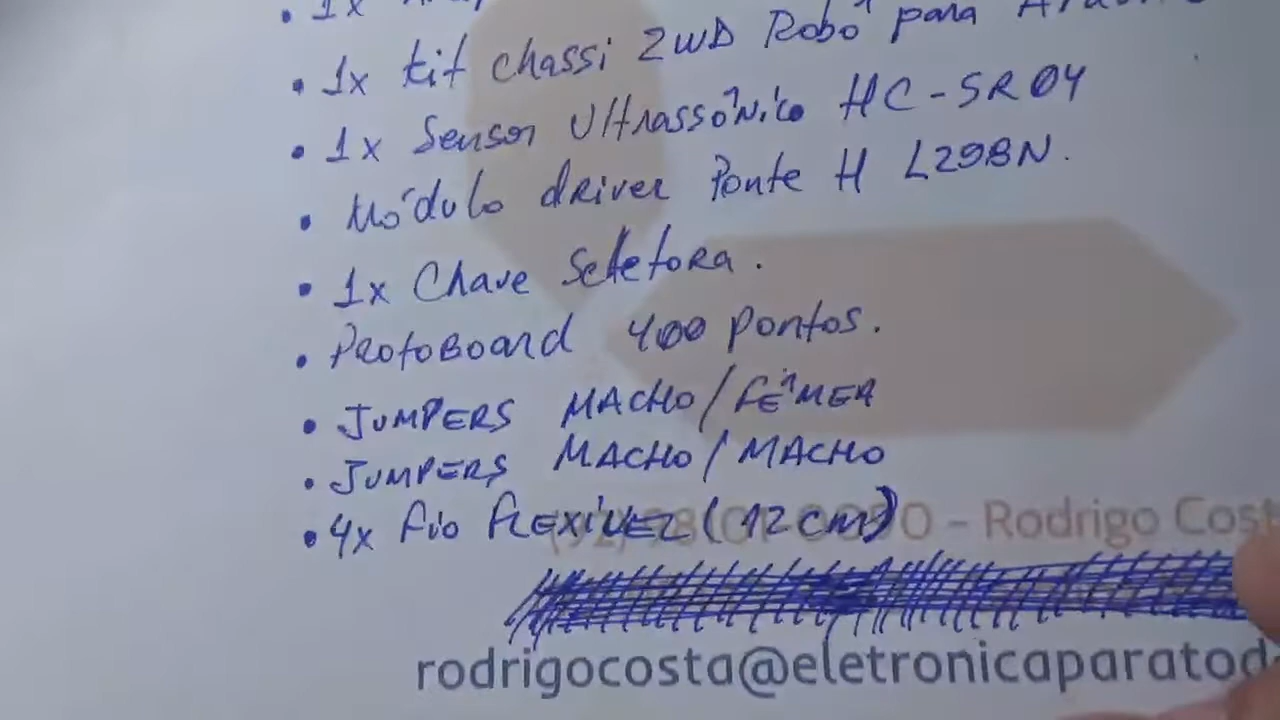 • 1x
• 1x kit chassi 2WD Robô para
• 1x Sensor Ultrassônico HC-SR04
• Módulo driver Ponte H L298N.
• 1x Chave Seletora.
• Protoboard 400 pontos.
• JUMPERS MACHO/FÊMEA
• JUMPERS MACHO/MACHO
• 4x fio flexível (12cm)
– Rodrigo Cost
rodrigocosta@eletronicaparatod